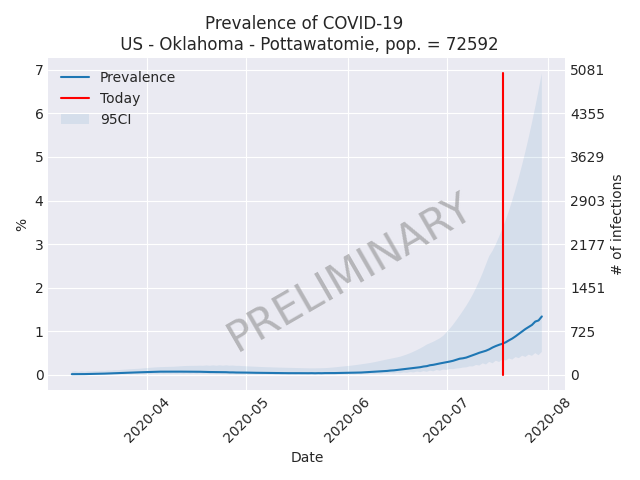 Prevalence of COVID-19
US - Oklahoma - Pottawatomie, pop. = 72592
Prevalence
Today
95CI
PRELIMINARY
7
6
5
4
3
2
1
0
%
5081
4355
3629
2903
2177
1451
725
0
# of infections
2020-04
2020-05
2020-06
2020-07
2020-08
Date